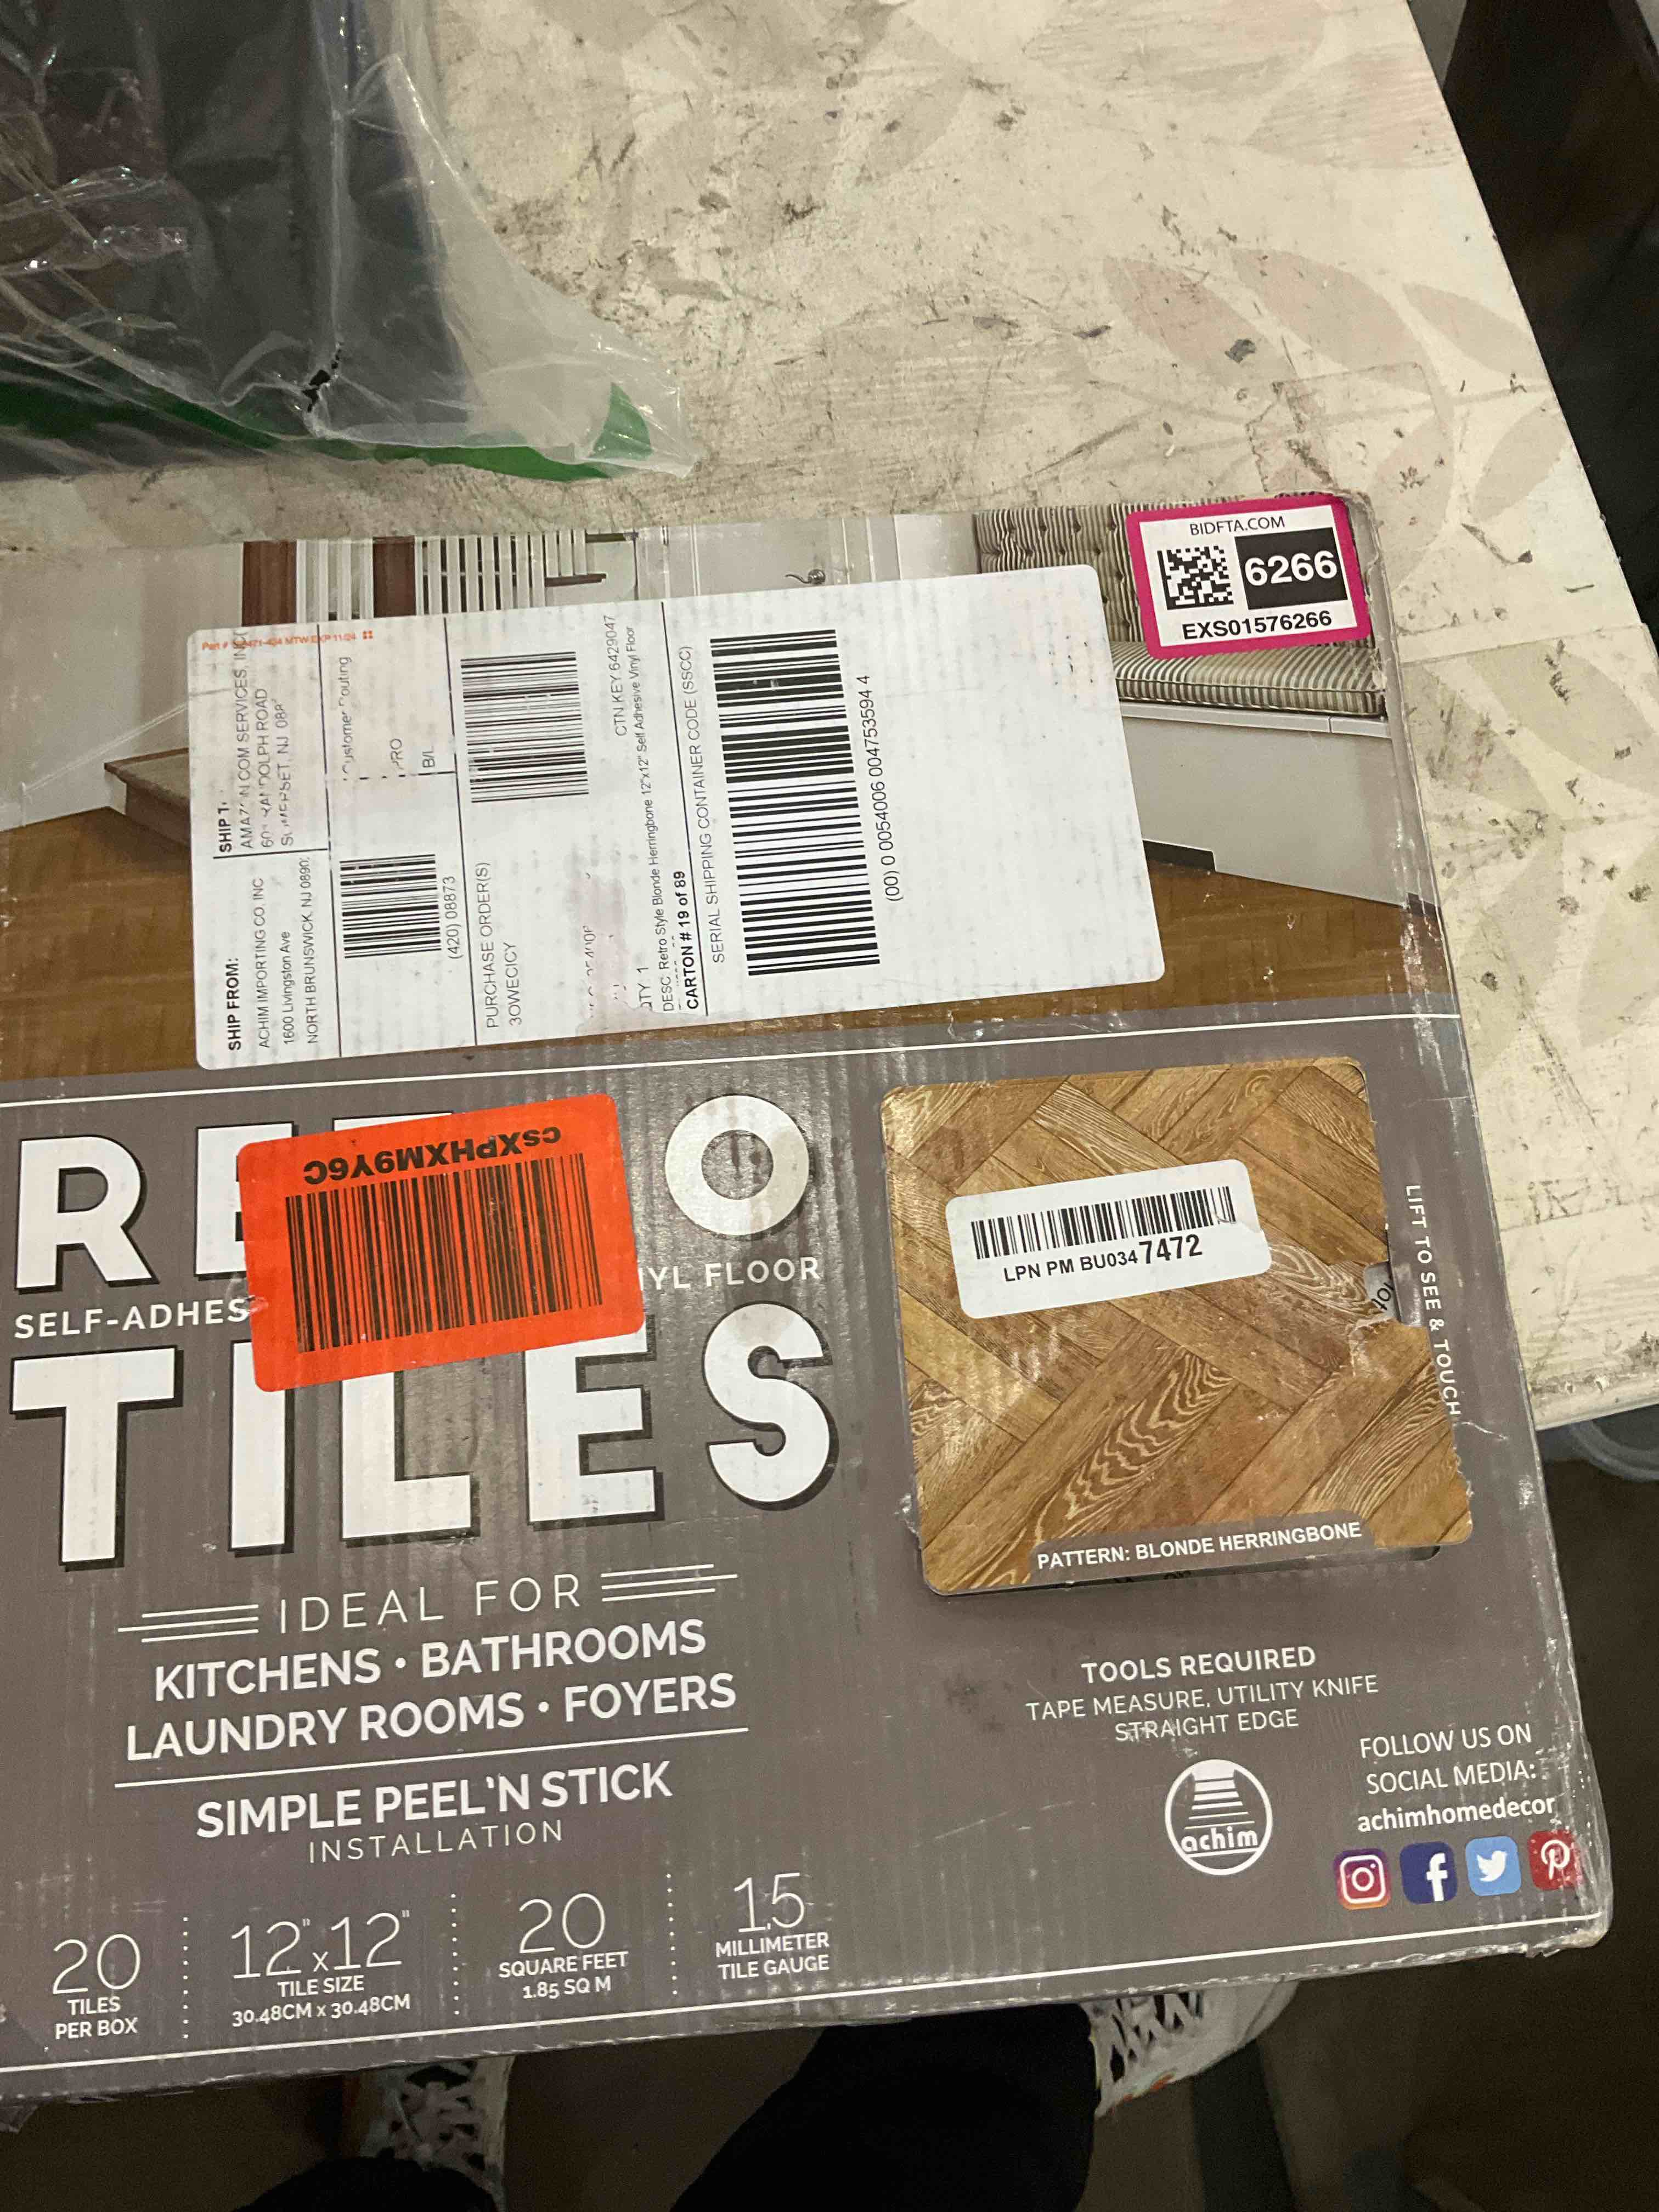 BIDFTA.COM
6266
EXS01576266
SHIP FROM:
ACHIM IMPORTING CO. INC
1600 Livingston Ave
NORTH BRUNSWICK, NJ
SHIP
COM SERVICES, INC
ROAD
NJ
PRO
B/L
(420) 08873
PURCHASE ORDER(S)
3OWECICY
CTN KEY 6429047
QTY: 1
DESC: Retro Style Blonde Herringbone 12"x12" Self Adhesive Vinyl Floor
CARTON # 19 of 89
SERIAL SHIPPING CONTAINER CODE (SSCC)
(00) 0 0054006 004753594 4
csXPHXM9Y6C
SELF-ADHES
YL FLOOR
TILES
LPN PM BU034 7472
PATTERN: BLONDE HERRINGBONE
LIFT TO SEE & TOUCH
IDEAL FOR
KITCHENS • BATHROOMS
LAUNDRY ROOMS • FOYERS
SIMPLE PEEL'N STICK
INSTALLATION
20
TILES
PER BOX
12"x12"
TILE SIZE
30.48CM x 30.48CM
20
SQUARE FEET
1.85 SQ M
1.5
MILLIMETER
TILE GAUGE
TOOLS REQUIRED
TAPE MEASURE, UTILITY KNIFE
STRAIGHT EDGE
achim
FOLLOW US ON
SOCIAL MEDIA:
achimhomedecor